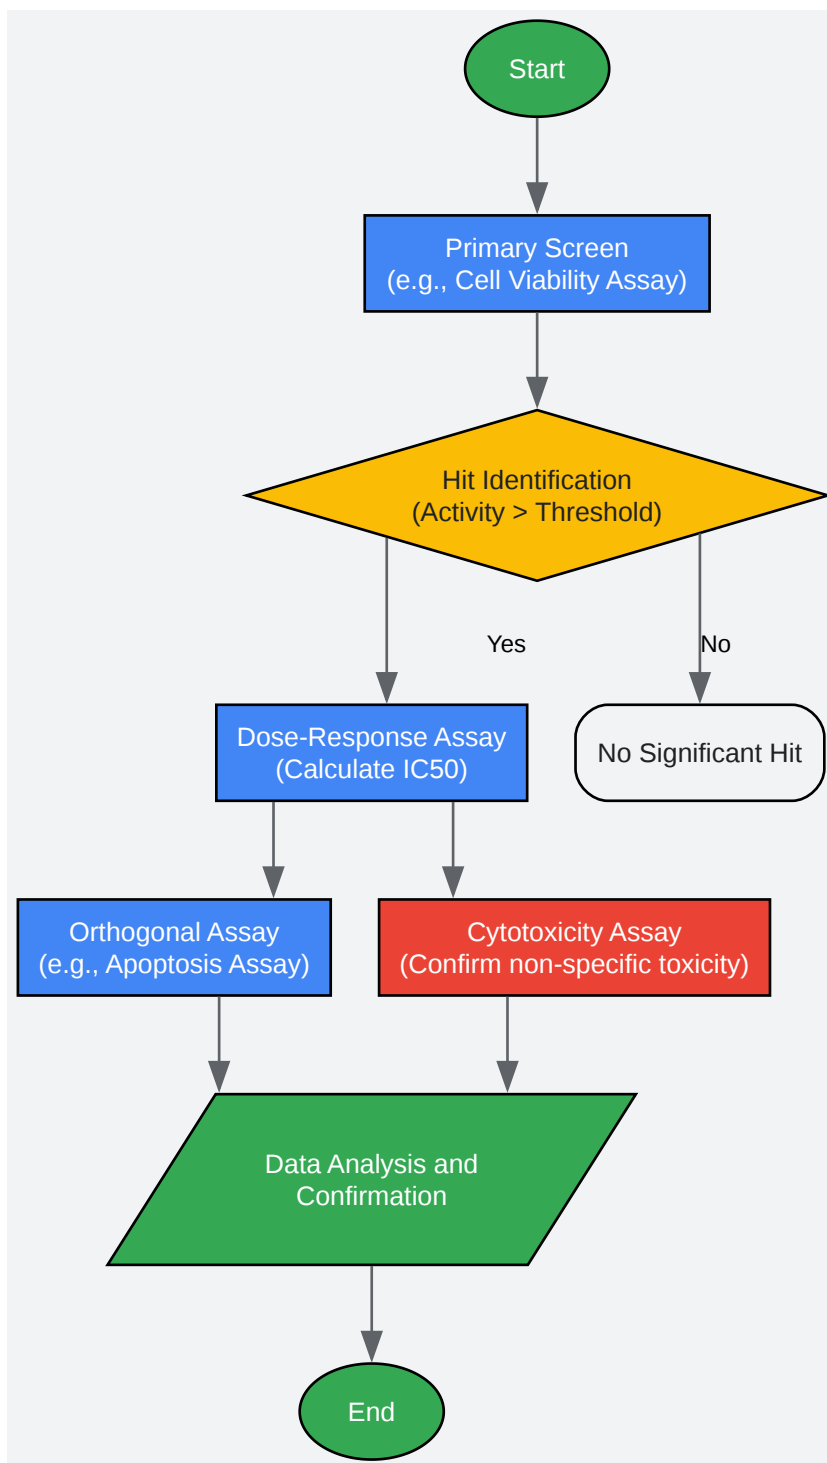 Start
Primary Screen
(e.g., Cell Viability Assay)
Hit Identification
(Activity > Threshold)
Yes
No
Dose-Response Assay
(Calculate IC50)
No Significant Hit
Orthogonal Assay
(e.g., Apoptosis Assay)
Cytotoxicity Assay
(Confirm non-specific toxicity)
Data Analysis and
Confirmation
End